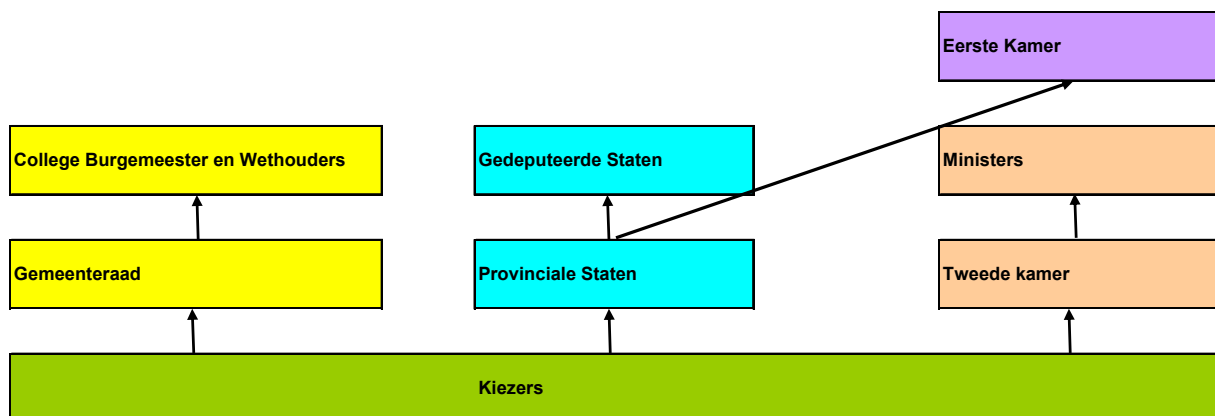 Eerste Kamer
College Burgemeester en Wethouders
Gedeputeerde Staten
Ministers
Gemeenteraad
Provinciale Staten
Tweede kamer
Kiezers